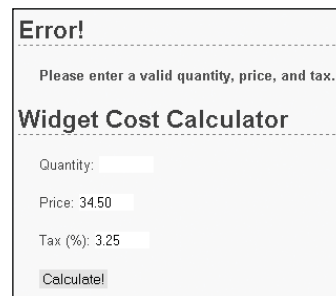 Error!
Please enter a valid quantity, price, and tax.
Widget Cost Calculator
Quantity:
Price: 34.50
Tax (%): 3.25
Calculate!